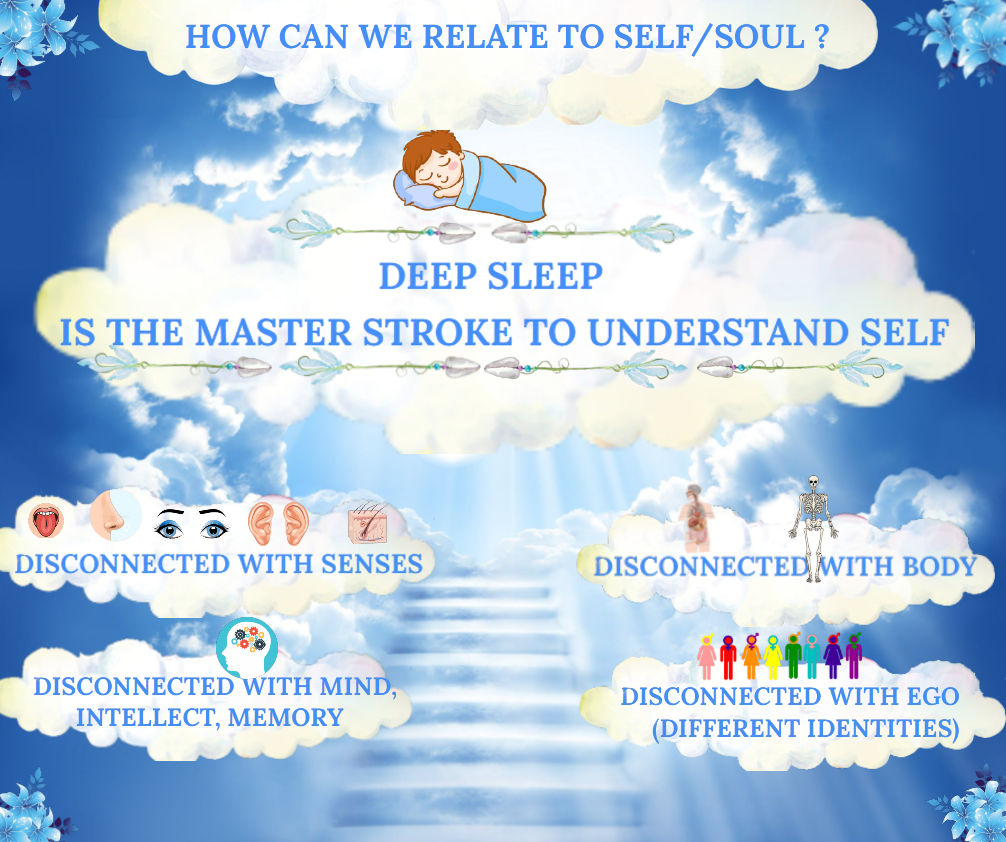 HOW CAN WE RELATE TO SELF/SOUL ?
DEEP SLEEP
IS THE MASTER STROKE TO UNDERSTAND SELF
DISCONNECTED WITH SENSES
DISCONNECTED WITH BODY
DISCONNECTED WITH MIND,
INTELLECT, MEMORY
DISCONNECTED WITH EGO
(DIFFERENT IDENTITIES)